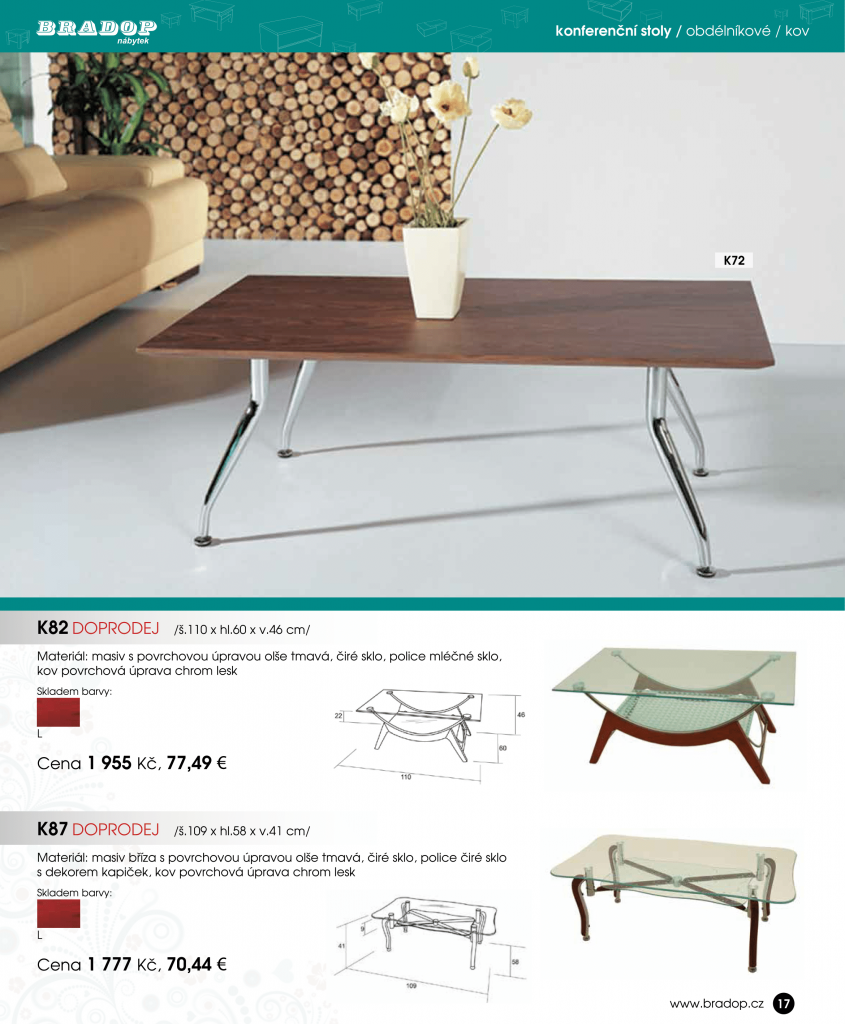 BRADOP
nábytek
konferenční stoly / obdélníkové / kov
K72
K82 DOPRODEJ /š.110 x hl.60 x v.46 cm/
Materiál: masiv s povrchovou úpravou olše tmavá, čiré sklo, police mléčné sklo,
kov povrchová úprava chrom lesk
Skladem barvy:
L
Cena 1 955 Kč, 77,49 €
22
46
60
110
K87 DOPRODEJ /š.109 x hl.58 x v.41 cm/
Materiál: masiv bříza s povrchovou úpravou olše tmavá, čiré sklo, police čiré sklo
s dekorem kapiček, kov povrchová úprava chrom lesk
Skladem barvy:
L
Cena 1 777 Kč, 70,44 €
9
41
58
109
www.bradop.cz 17